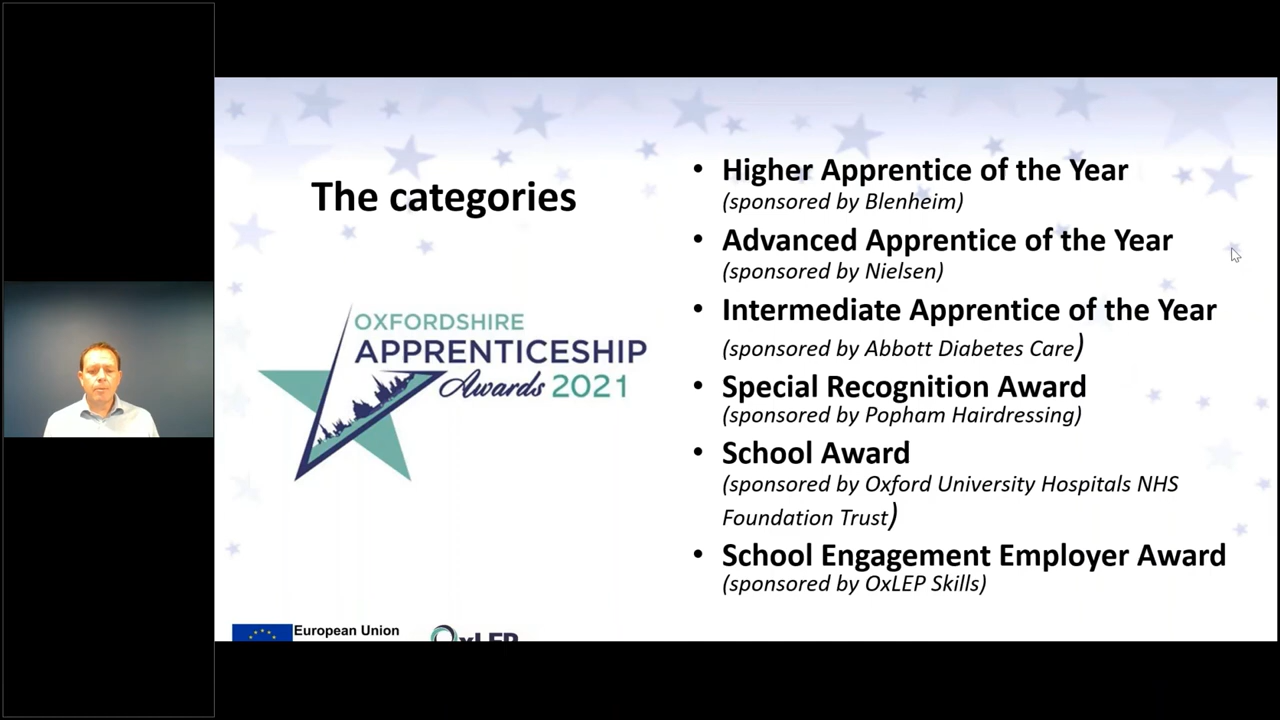 The categories
OXFORDSHIRE
APPRENTICESHIP
Awards 2021
• Higher Apprentice of the Year
(sponsored by Blenheim)
• Advanced Apprentice of the Year
(sponsored by Nielsen)
• Intermediate Apprentice of the Year
(sponsored by Abbott Diabetes Care)
• Special Recognition Award
(sponsored by Popham Hairdressing)
• School Award
(sponsored by Oxford University Hospitals NHS
Foundation Trust)
• School Engagement Employer Award
(sponsored by OxLEP Skills)
European Union
OxLEP